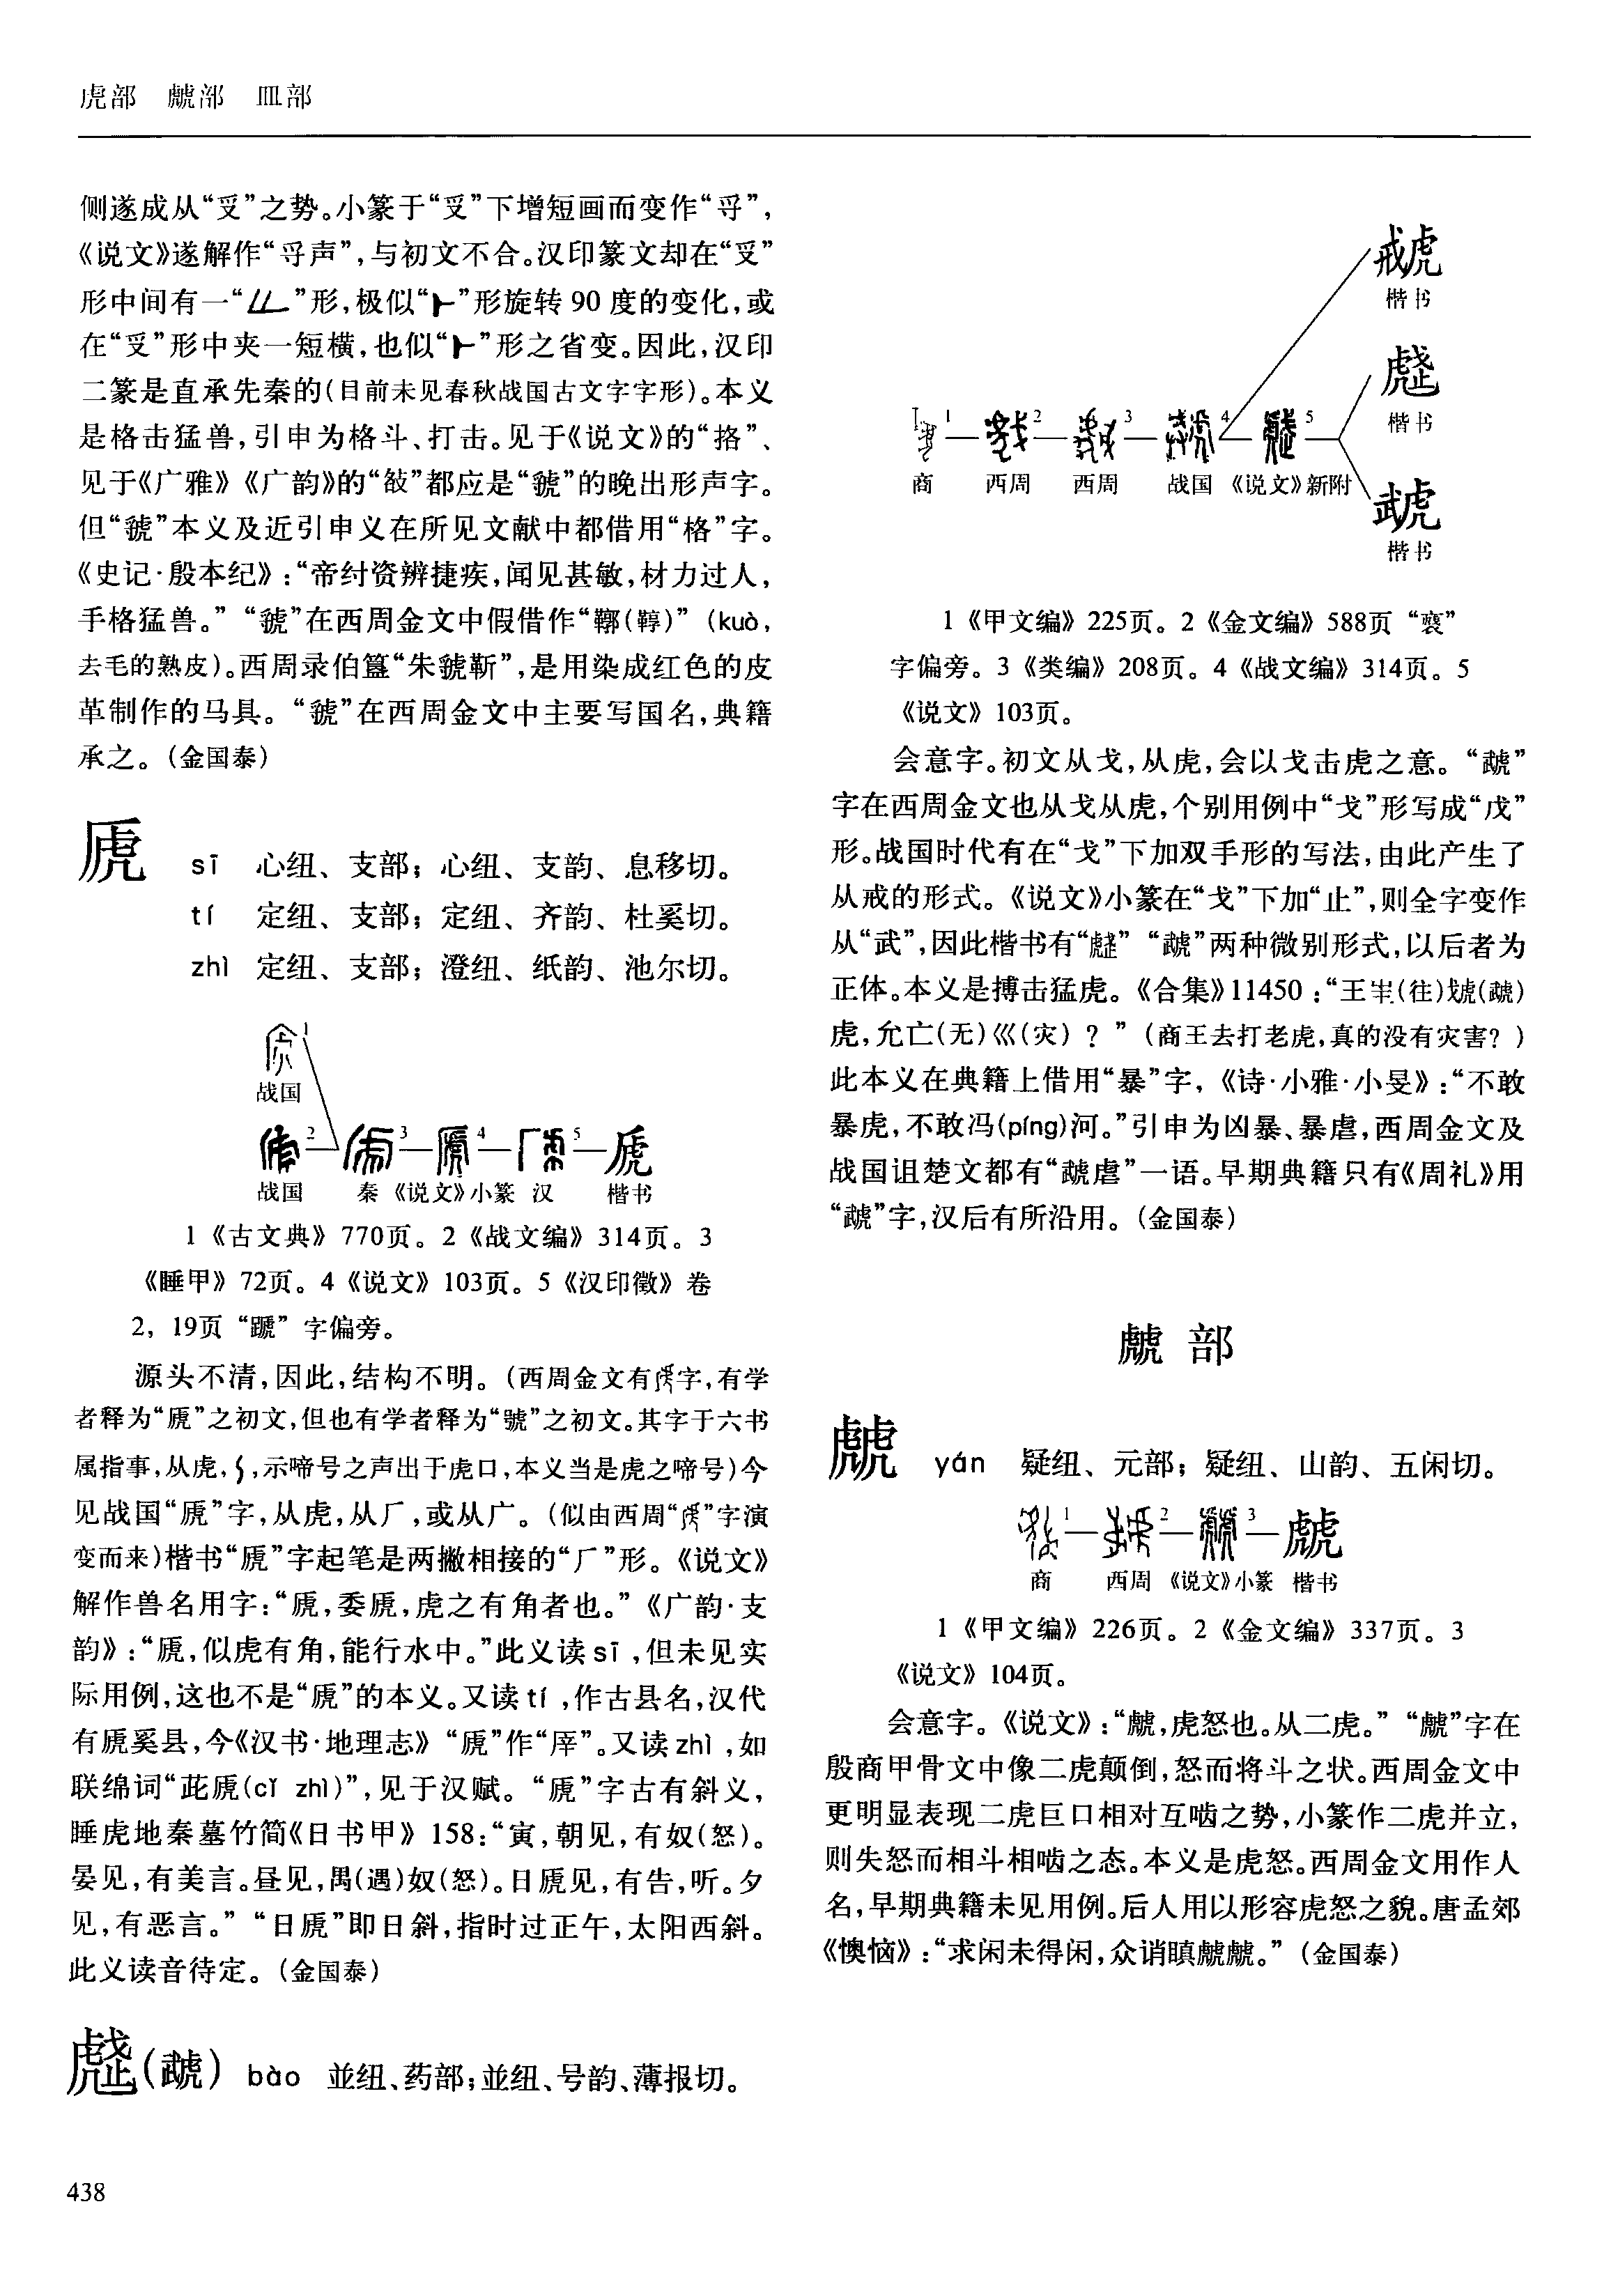 虎部　虤部　皿部
侧遂成从“㕚”之势。小篆于“㕚”下增短画而变作“寽”，
《说文》遂解作“寽声”，与初文不合。汉印篆文却在“㕚”
形中间有一“”形，极似“”形旋转 90 度的变化，或
在“㕚”形中夹一短横，也似“”形之省变。因此，汉印
二篆是直承先秦的(目前未见春秋战国古文字字形)。本义
是格击猛兽，引申为格斗、打击。见于《说文》的“挌”、
见于《广雅》《广韵》的“敋”都应是“虢”的晚出形声字。
但“虢”本义及近引申义在所见文献中都借用“格”字。
《史记·殷本纪》：“帝纣资辨捷疾，闻见甚敏，材力过人，
手格猛兽。”“虢”在西周金文中假借作“鞹(鞟)”（kuò，
去毛的熟皮）。西周录伯簋“朱虢靳”，是用染成红色的皮
革制作的马具。“虢”在西周金文中主要写国名，典籍
承之。（金国泰）
虒　sī　心纽、支部；心纽、支韵、息移切。
tí　定纽、支部；定纽、齐韵、杜奚切。
zhì　定纽、支部；澄纽、纸韵、池尔切。
1
战国
2　3　4　5　虒
战国　秦　《说文》小篆　汉　楷书
1《古文典》770页。2《战文编》314页。3
《睡甲》72页。4《说文》103页。5《汉印徵》卷
2，19页“蹏”字偏旁。
源头不清，因此，结构不明。（西周金文有字，有学
者释为“虒”之初文，但也有学者释为“號”之初文。其字于六书
属指事，从虎，，示啼号之声出于虎口，本义当是虎之啼号）今
见战国“虒”字，从虎，从厂，或从广。（似由西周“”字演
变而来）楷书“虒”字起笔是两撇相接的“厂”形。《说文》
解作兽名用字：“虒，委虒，虎之有角者也。”《广韵·支
韵》：“虒，似虎有角，能行水中。”此义读 sī，但未见实
际用例，这也不是“虒”的本义。又读 tí，作古县名，汉代
有虒奚县，今《汉书·地理志》“虒”作“厗”。又读 zhì，如
联绵词“茈虒(cǐ zhì)”，见于汉赋。“虒”字古有斜义，
睡虎地秦墓竹简《日书甲》158：“寅，朝见，有奴(怒)。
晏见，有美言。昼见，禺(遇)奴(怒)。日虒见，有告，听。夕
见，有恶言。”“日虒”即日斜，指时过正午，太阳西斜。
此义读音待定。（金国泰）
虣(䖑) bào　並纽、药部；並纽、号韵、薄报切。
楷书
虣
楷书
1　2　3　4　5
商　西周　西周　战国　《说文》新附
䖑
楷书
1《甲文编》225页。2《金文编》588页“”
字偏旁。3《类编》208页。4《战文编》314页。5
《说文》103页。
会意字。初文从戈，从虎，会以戈击虎之意。“䖑”
字在西周金文也从戈从虎，个别用例中“戈”形写成“戊”
形。战国时代有在“戈”下加双手形的写法，由此产生了
从戒的形式。《说文》小篆在“戈”下加“止”，则全字变作
从“武”，因此楷书有“虣”“䖑”两种微别形式，以后者为
正体。本义是搏击猛虎。《合集》11450：“王㞷(往)(䖑)
虎，允亡(无)巛(灾)？”（商王去打老虎，真的没有灾害？）
此本义在典籍上借用“暴”字，《诗·小雅·小旻》：“不敢
暴虎，不敢冯(píng)河。”引申为凶暴、暴虐，西周金文及
战国诅楚文都有“䖑虐”一语。早期典籍只有《周礼》用
“䖑”字，汉后有所沿用。（金国泰）
虤部
虤　yán　疑纽、元部；疑纽、山韵、五闲切。
1　2　3　虤
商　西周　《说文》小篆　楷书
1《甲文编》226页。2《金文编》337页。3
《说文》104页。
会意字。《说文》：“虤，虎怒也。从二虎。”“虤”字在
殷商甲骨文中像二虎颠倒，怒而将斗之状。西周金文中
更明显表现二虎巨口相对互啮之势，小篆作二虎并立，
则失怒而相斗相啮之态。本义是虎怒。西周金文用作人
名，早期典籍未见用例。后人用以形容虎怒之貌。唐孟郊
《懊恼》：“求闲未得闲，众诮瞋虤虤。”（金国泰）
438